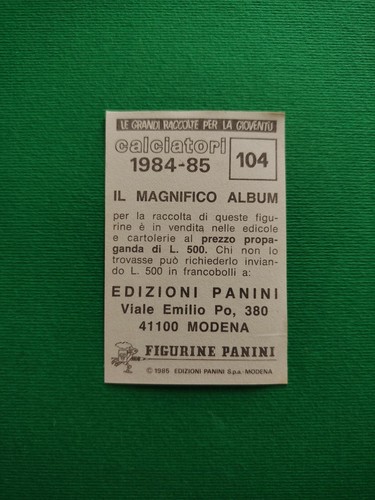 LE GRANDI RACCOLTE PER LA GIOVENTÙ
calciatori
1984-85
104
IL MAGNIFICO ALBUM
per la raccolta di queste figu-
rine è in vendita nelle edicole
e cartolerie al prezzo propa-
ganda di L. 500. Chi non lo
trovasse può richiederlo invian-
do L. 500 in francobolli a:
EDIZIONI PANINI
Viale Emilio Po, 380
41100 MODENA
FIGURINE PANINI
© 1985 EDIZIONI PANINI S.p.a. - MODENA